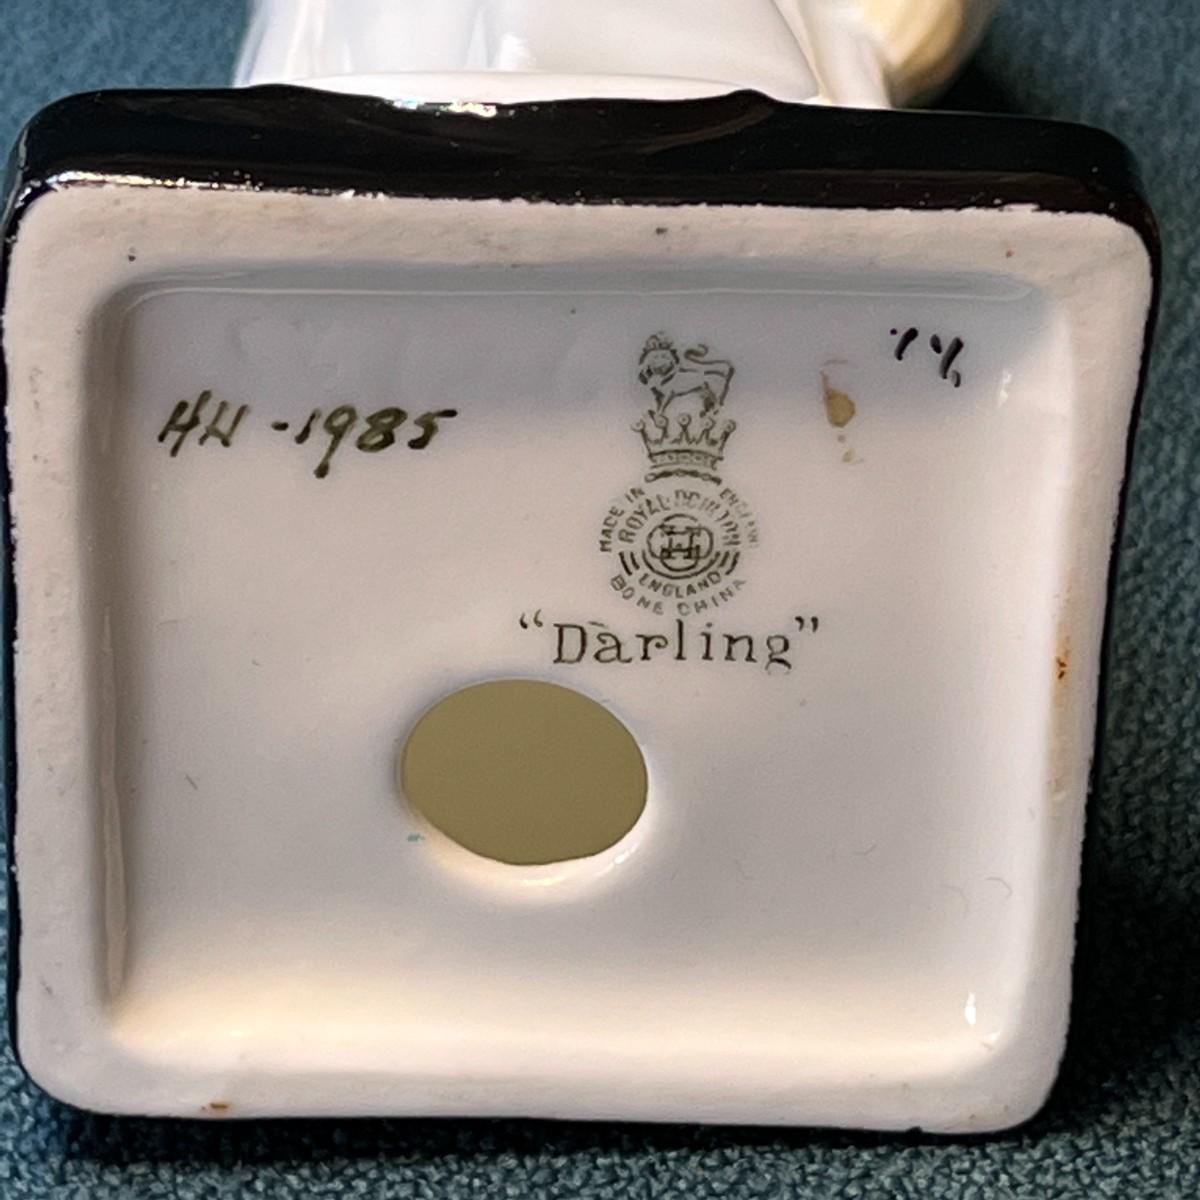 HN -1985
MADE IN ENGLAND
ROYAL DOULTON
ENGLAND
BONE CHINA
“Darling”